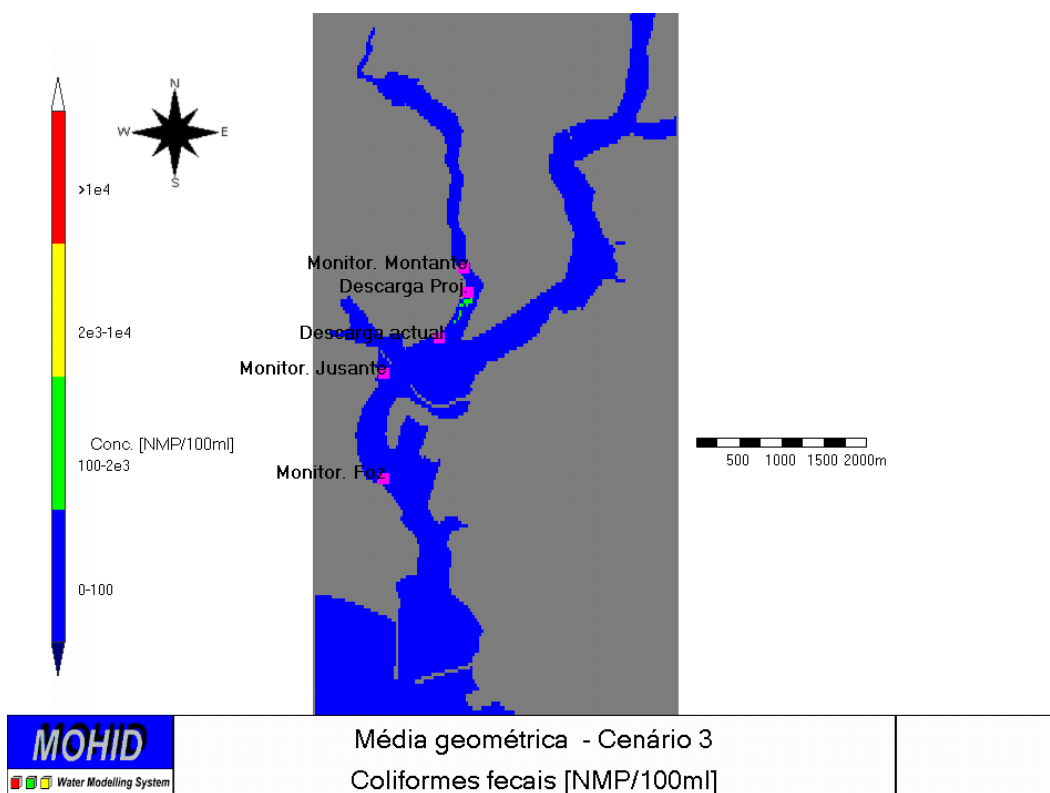 N
W
E
S
>1e4
2e3-1e4
Conc. [NMP/100ml]
100-2e3
0-100
Monitor. Montante
Descarga Proj
Descarga actual
Monitor. Jusante
Monitor. Foz
500 1000 1500 2000m
MOHID
Water Modelling System
Média geométrica - Cenário 3
Coliformes fecais [NMP/100ml]